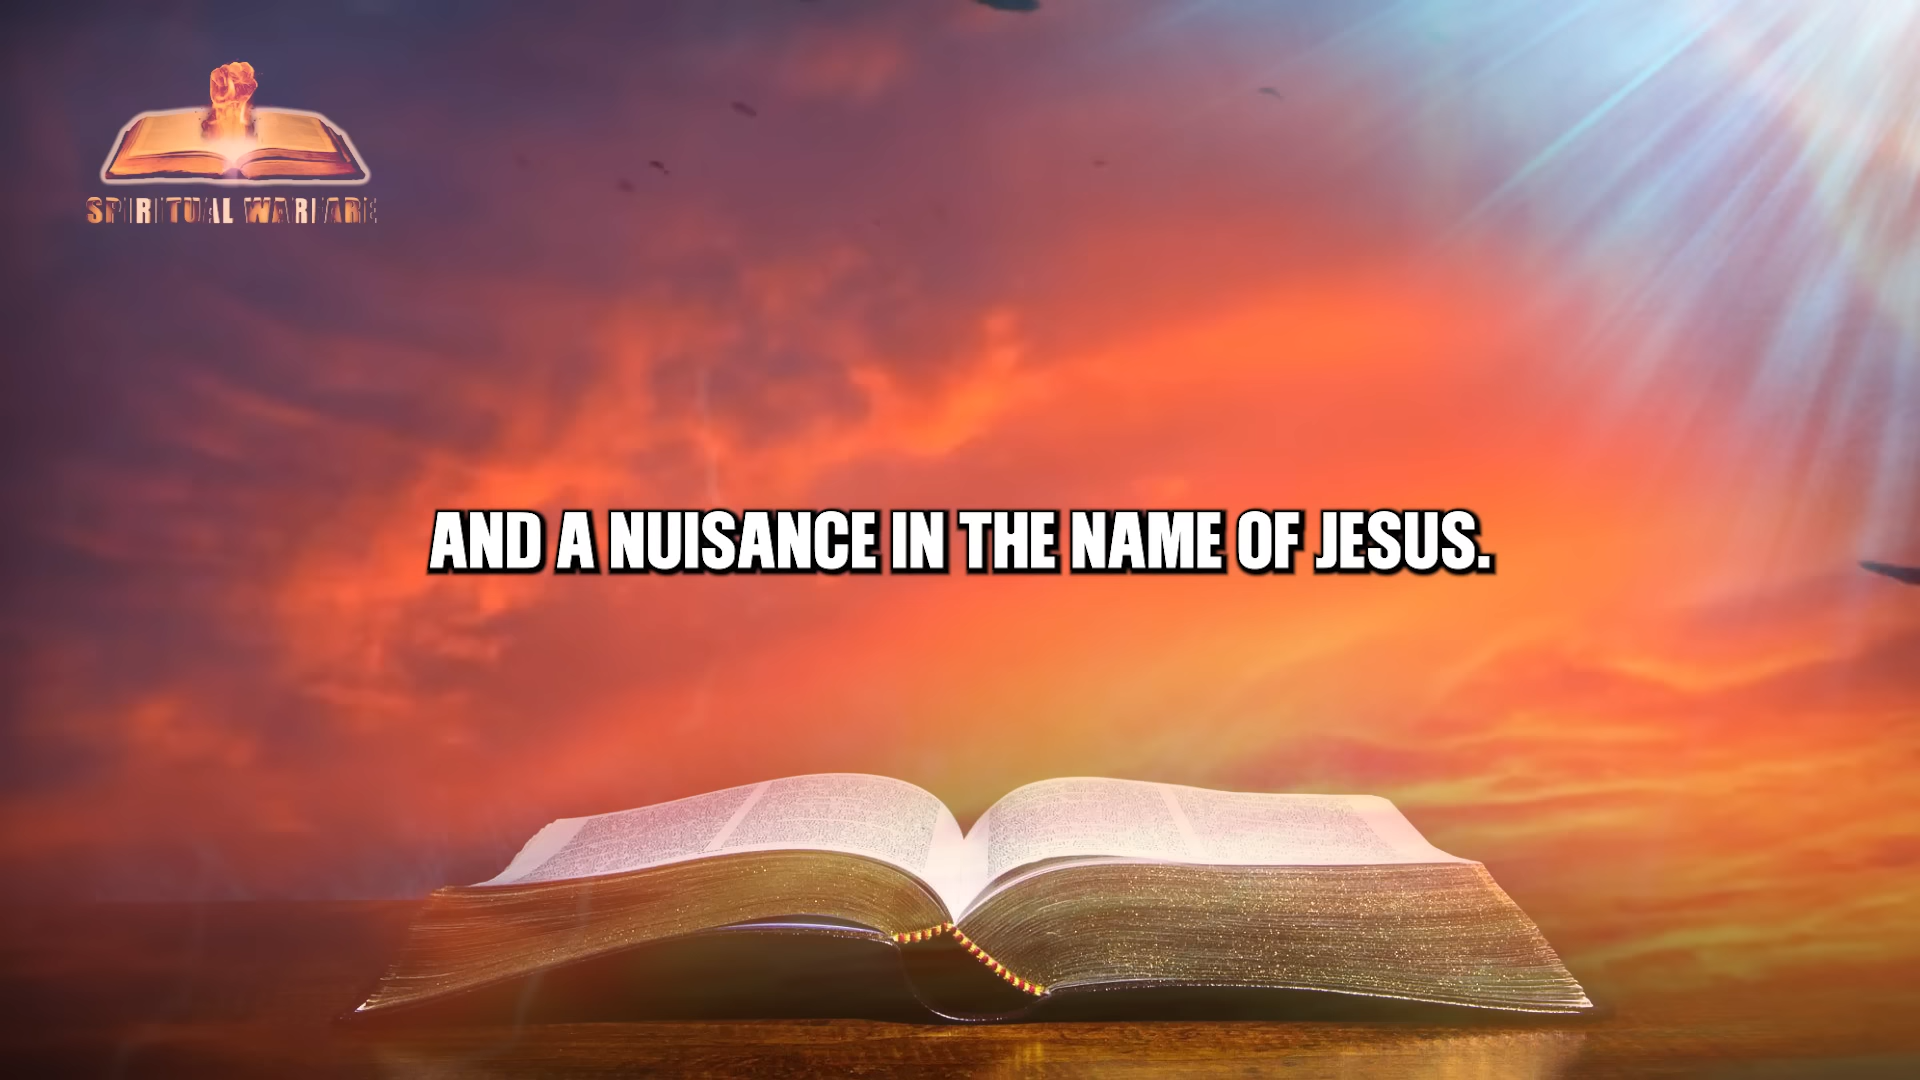 SPIRITUAL WARFARE
AND A NUISANCE IN THE NAME OF JESUS.